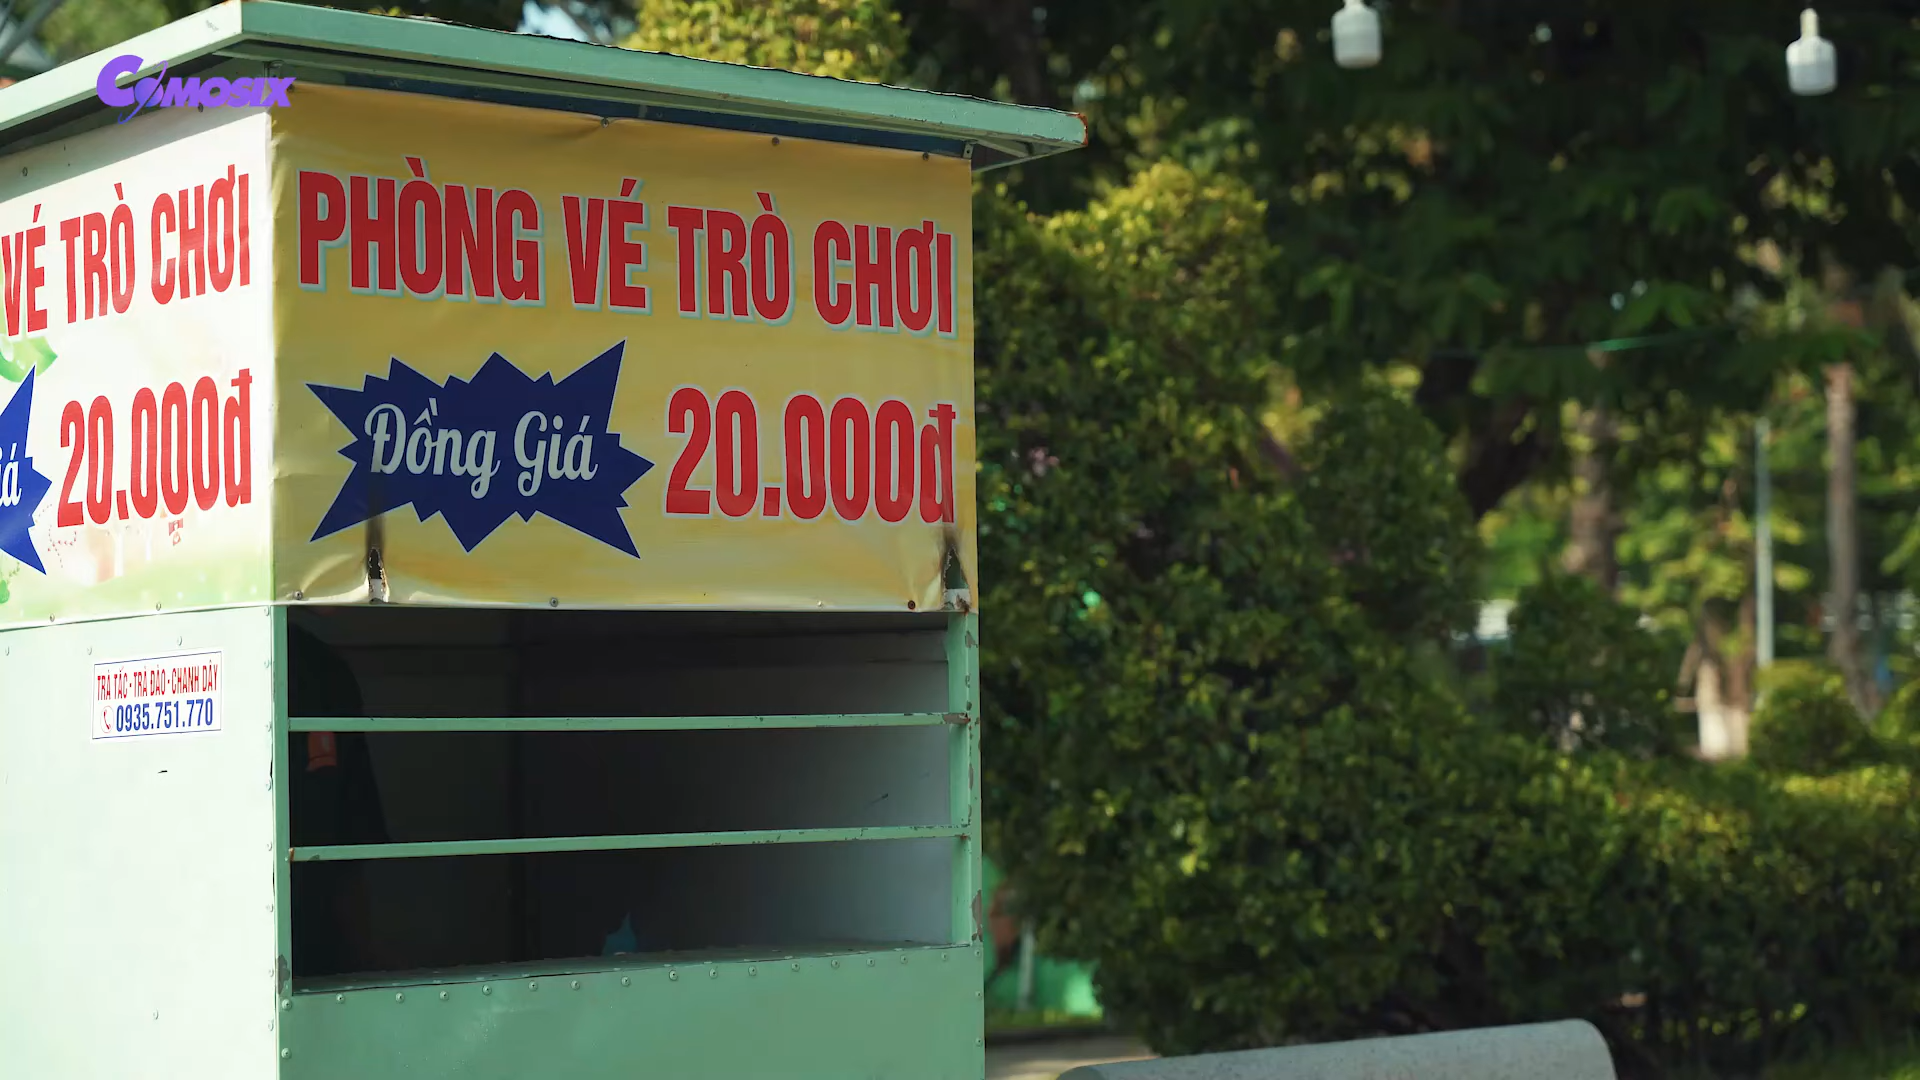 COMOSIX
VÉ TRÒ CHƠI
20.000đ
PHÒNG VÉ TRÒ CHƠI
Đồng Giá
20.000đ
TRÀ TẮC - TRÀ ĐÀO - CHANH DÂY
0935.751.770